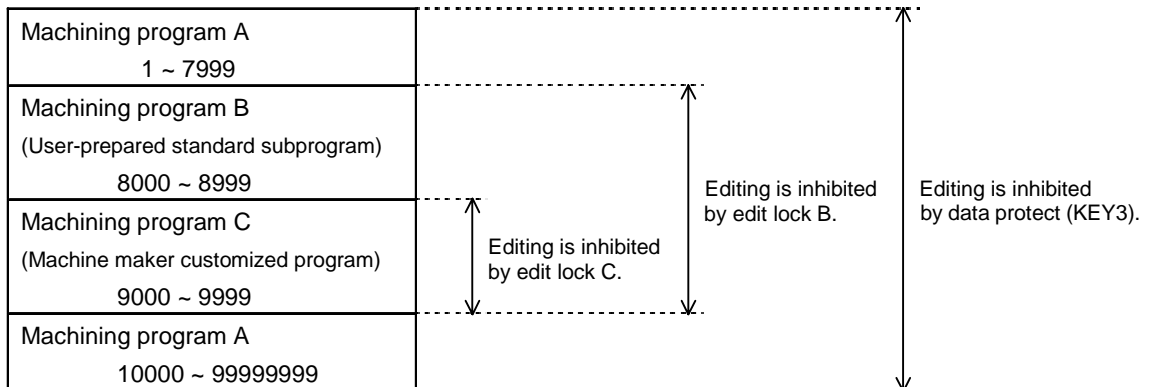 Machining program A
1 ~ 7999
Machining program B
(User-prepared standard subprogram)
8000 ~ 8999
Machining program C
(Machine maker customized program)
9000 ~ 9999
Machining program A
10000 ~ 99999999
Editing is inhibited
by edit lock C.
Editing is inhibited
by edit lock B.
Editing is inhibited
by data protect (KEY3).